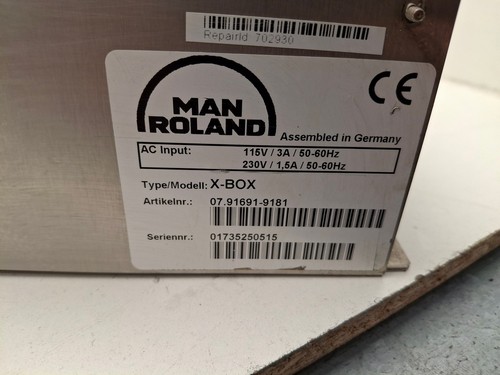 RepairId 702930
MAN
ROLAND
CE
Assembled in Germany
AC Input: 115V / 3A / 50-60Hz
230V / 1,5A / 50-60Hz
Type/Modell: X-BOX
Artikelnr.: 07.91691-9181
Seriennr.: 01735250515